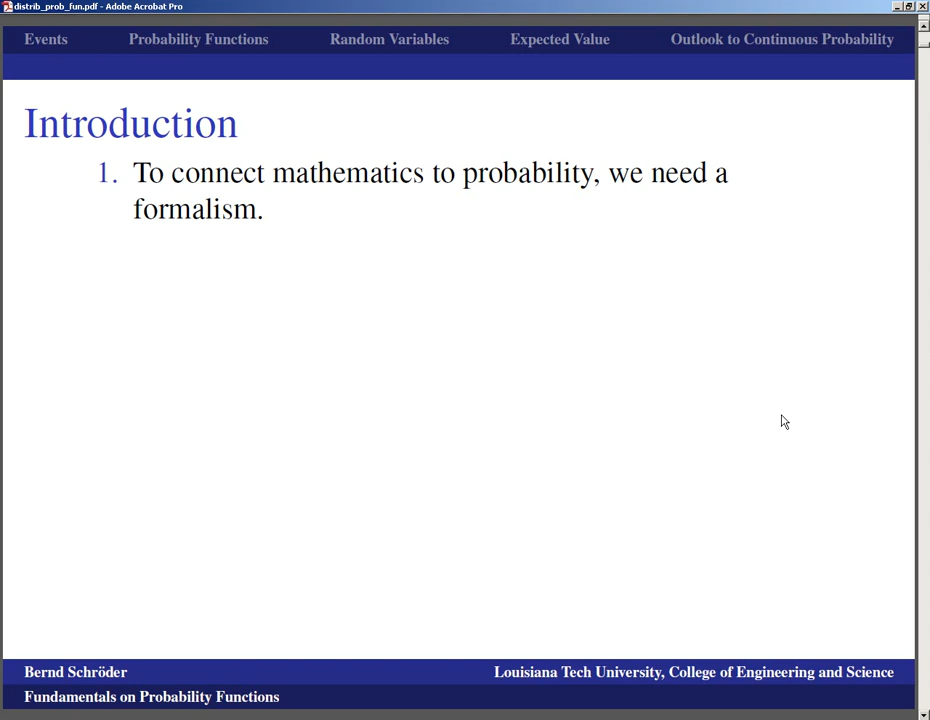 distrib_prob_fun.pdf - Adobe Acrobat Pro
Events Probability Functions Random Variables Expected Value Outlook to Continuous Probability
Introduction
1. To connect mathematics to probability, we need a
formalism.
Bernd Schröder Louisiana Tech University, College of Engineering and Science
Fundamentals on Probability Functions